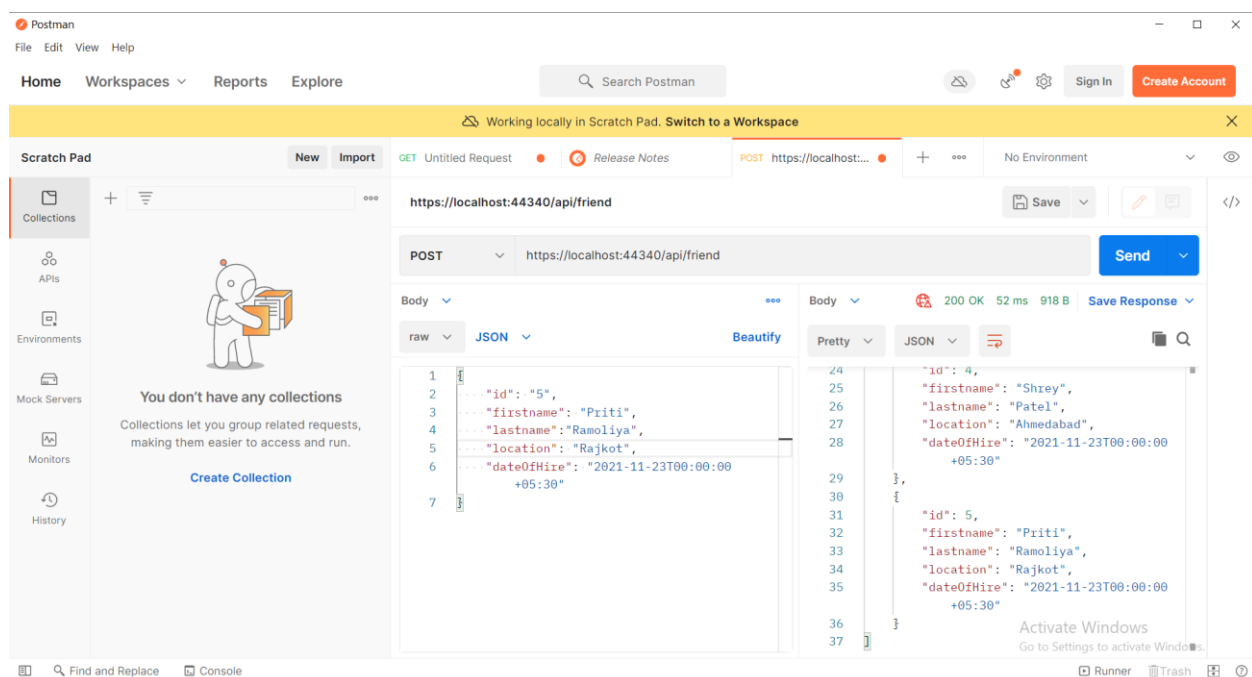 Postman
File Edit View Help
Home Workspaces Reports Explore Search Postman Sign In Create Account
Working locally in Scratch Pad. Switch to a Workspace
Scratch Pad New Import GET Untitled Request Release Notes POST https://localhost:... No Environment
Collections
APIs
Environments
Mock Servers
Monitors
History
You don't have any collections
Collections let you group related requests,
making them easier to access and run.
Create Collection
https://localhost:44340/api/friend Save
POST https://localhost:44340/api/friend Send
Body
raw JSON Beautify
1 {
2 "id": "5",
3 "firstname": "Priti",
4 "lastname":"Ramoliya",
5 "location": "Rajkot",
6 "dateOfHire": "2021-11-23T00:00:00
+05:30"
7 }
Body 200 OK 52 ms 918 B Save Response
Pretty JSON
24 "id": 4,
25 "firstname": "Shrey",
26 "lastname": "Patel",
27 "location": "Ahmedabad",
28 "dateOfHire": "2021-11-23T00:00:00
+05:30"
29 },
30 {
31 "id": 5,
32 "firstname": "Priti",
33 "lastname": "Ramoliya",
34 "location": "Rajkot",
35 "dateOfHire": "2021-11-23T00:00:00
+05:30"
36 }
37 ]
Activate Windows
Go to Settings to activate Windows.
Find and Replace Console Runner Trash